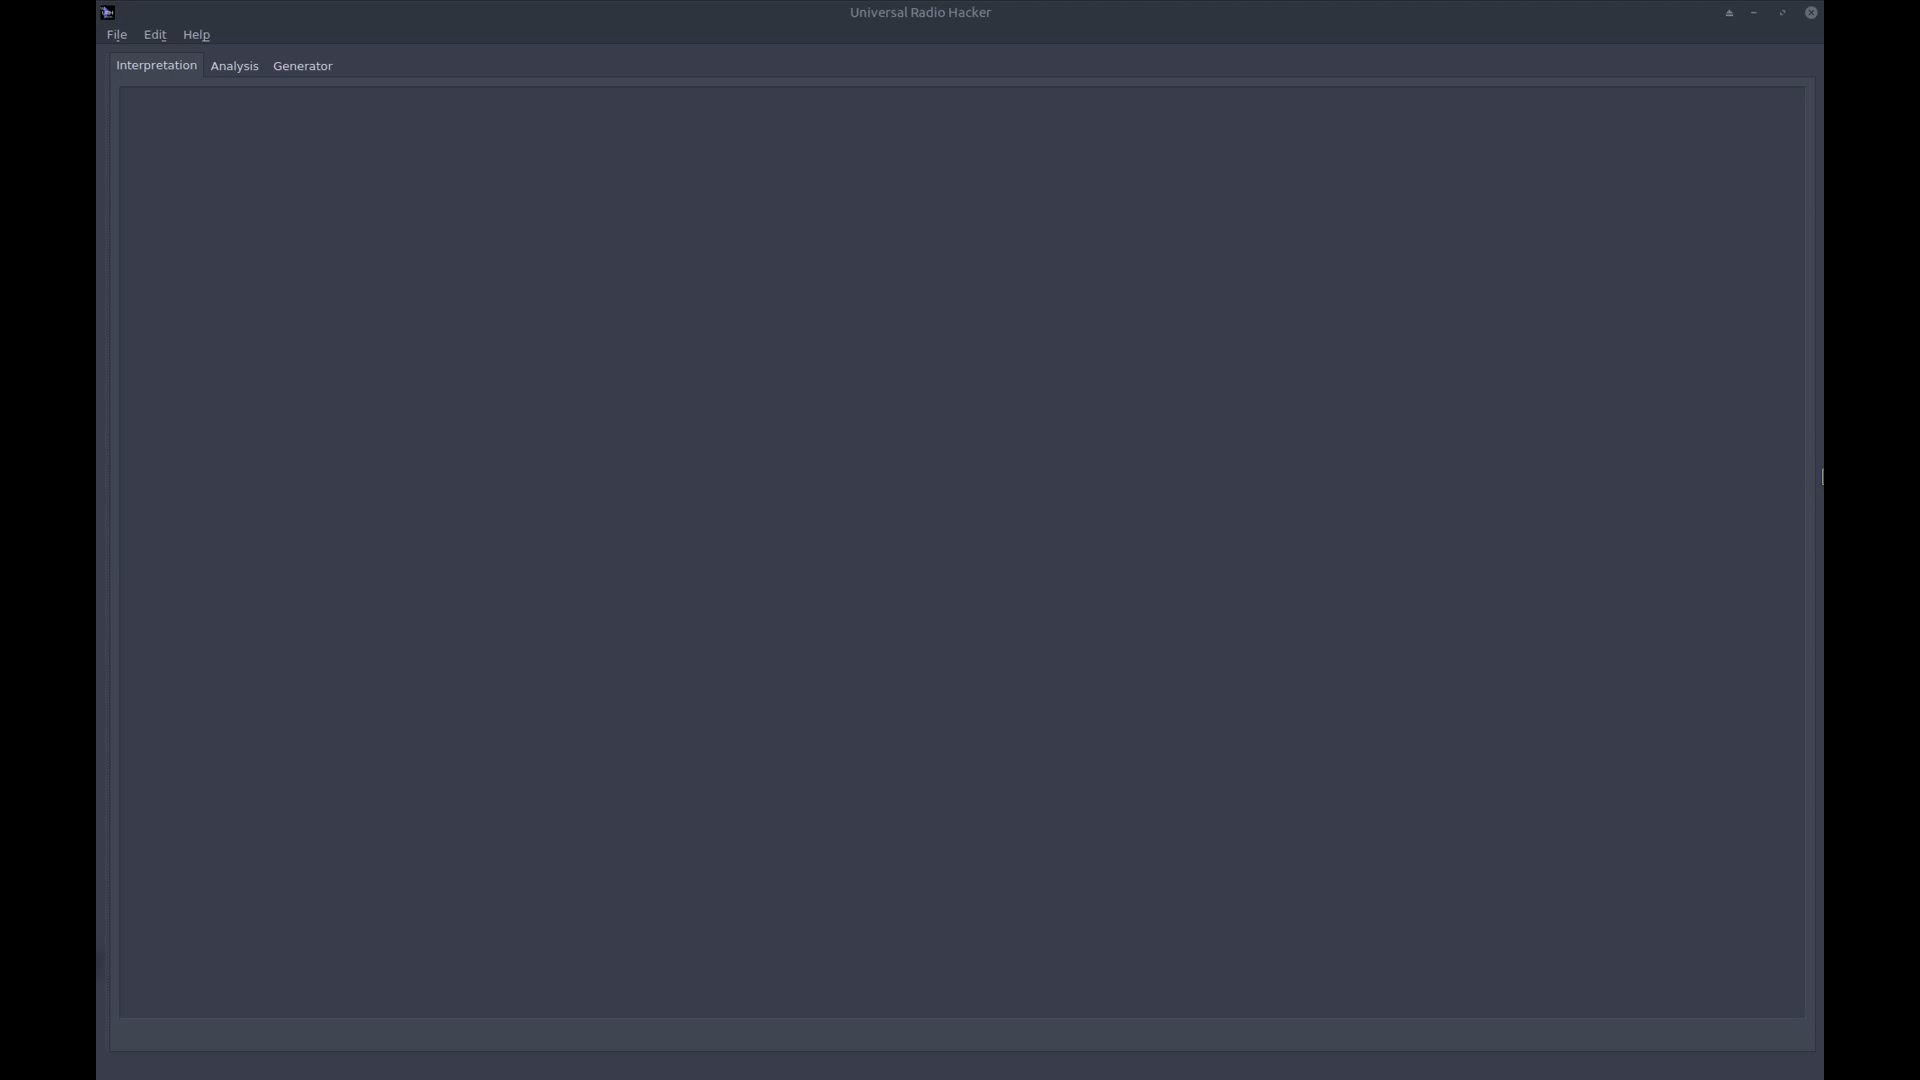 Universal Radio Hacker
File Edit Help
Interpretation Analysis Generator